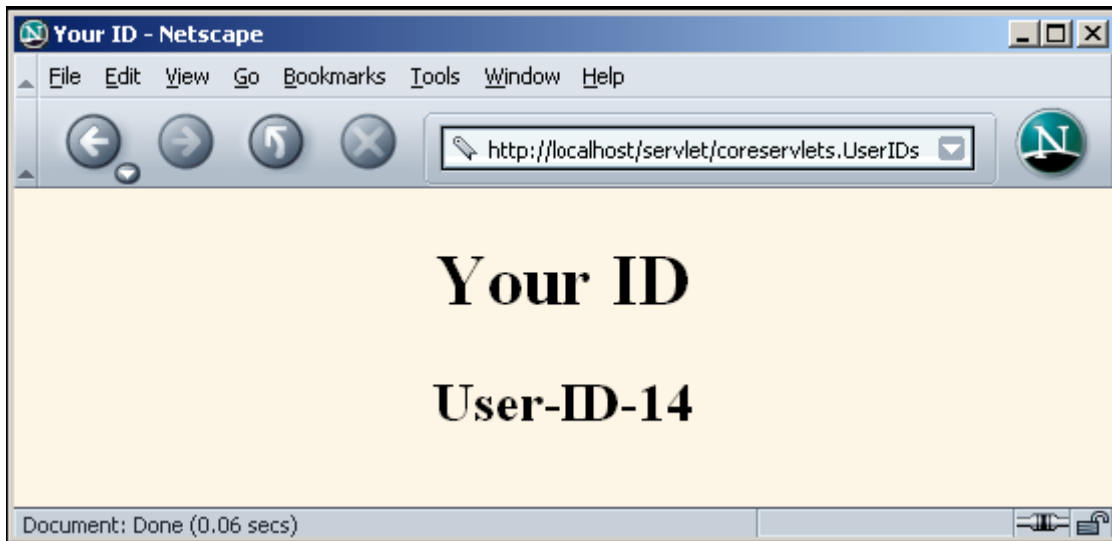 Your ID - Netscape
File Edit View Go Bookmarks Tools Window Help
http://localhost/servlet/coreservlets.UserIDs
N
Your ID
User-ID-14
Document: Done (0.06 secs)